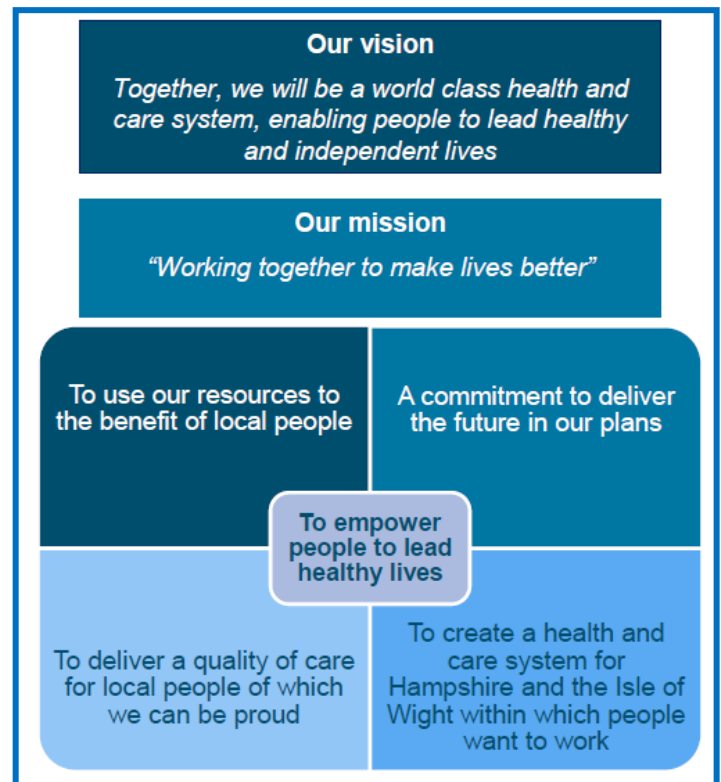 Our vision
Together, we will be a world class health and
care system, enabling people to lead healthy
and independent lives
Our mission
“Working together to make lives better”
To use our resources to
the benefit of local people
A commitment to deliver
the future in our plans
To empower
people to lead
healthy lives
To deliver a quality of care
for local people of which
we can be proud
To create a health and
care system for
Hampshire and the Isle of
Wight within which people
want to work